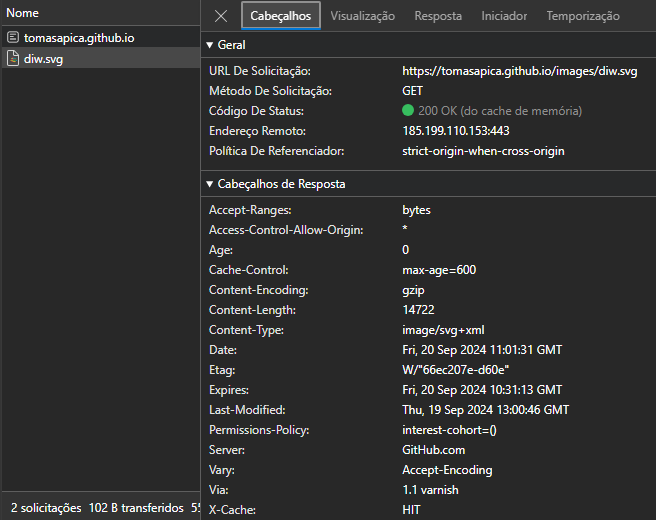 Nome
tomasapica.github.io
diw.svg
2 solicitações 102 B transferidos 55
Cabeçalhos Visualização Resposta Iniciador Temporização
Geral
URL De Solicitação: https://tomasapica.github.io/images/diw.svg
Método De Solicitação: GET
Código De Status: 200 OK (do cache de memória)
Endereço Remoto: 185.199.110.153:443
Política De Referenciador: strict-origin-when-cross-origin
Cabeçalhos de Resposta
Accept-Ranges: bytes
Access-Control-Allow-Origin: *
Age: 0
Cache-Control: max-age=600
Content-Encoding: gzip
Content-Length: 14722
Content-Type: image/svg+xml
Date: Fri, 20 Sep 2024 11:01:31 GMT
Etag: W/"66ec207e-d60e"
Expires: Fri, 20 Sep 2024 10:31:13 GMT
Last-Modified: Thu, 19 Sep 2024 13:00:46 GMT
Permissions-Policy: interest-cohort=()
Server: GitHub.com
Vary: Accept-Encoding
Via: 1.1 varnish
X-Cache: HIT